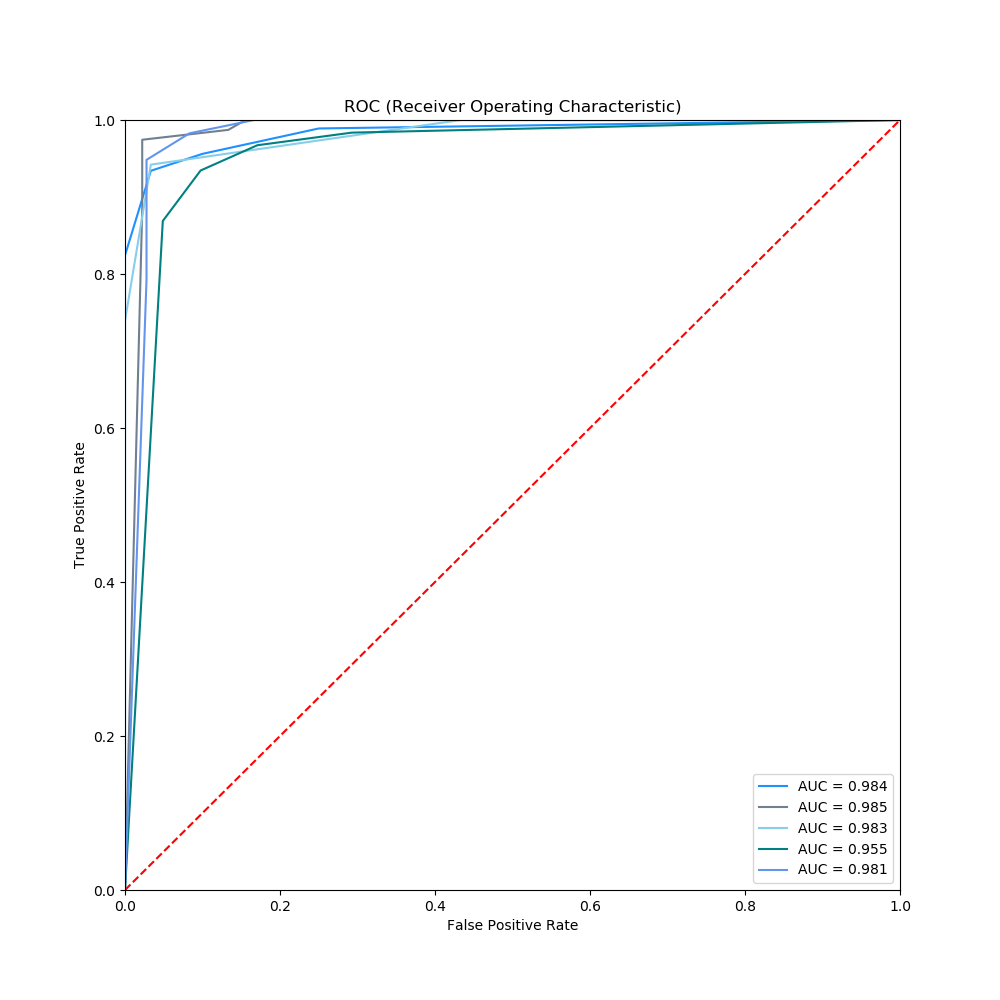 ROC (Receiver Operating Characteristic)
1.0
0.8
0.6
0.4
0.2
0.0
True Positive Rate
AUC = 0.984
AUC = 0.985
AUC = 0.983
AUC = 0.955
AUC = 0.981
0.0 0.2 0.4 0.6 0.8 1.0
False Positive Rate